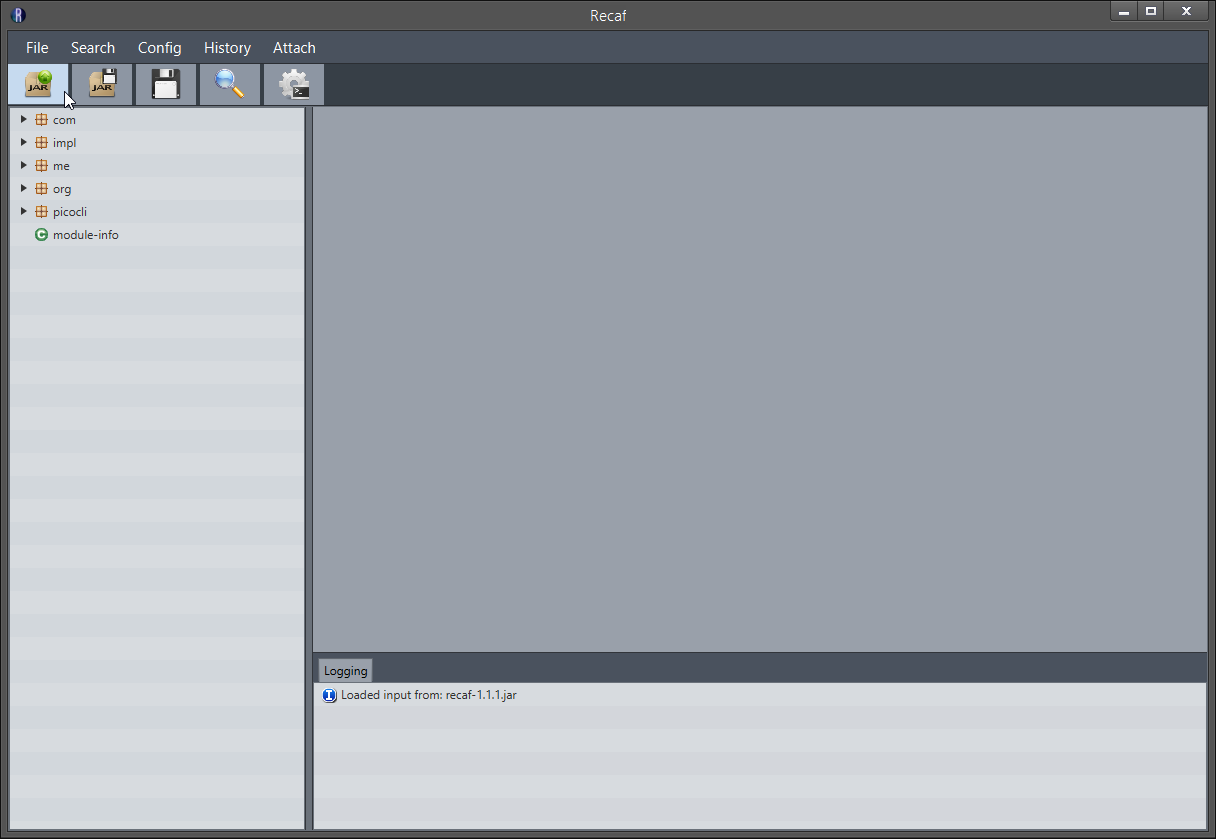 Recaf
File Search Config History Attach
JAR JAR
com
impl
me
org
picocli
module-info
Logging
Loaded input from: recaf-1.1.1.jar